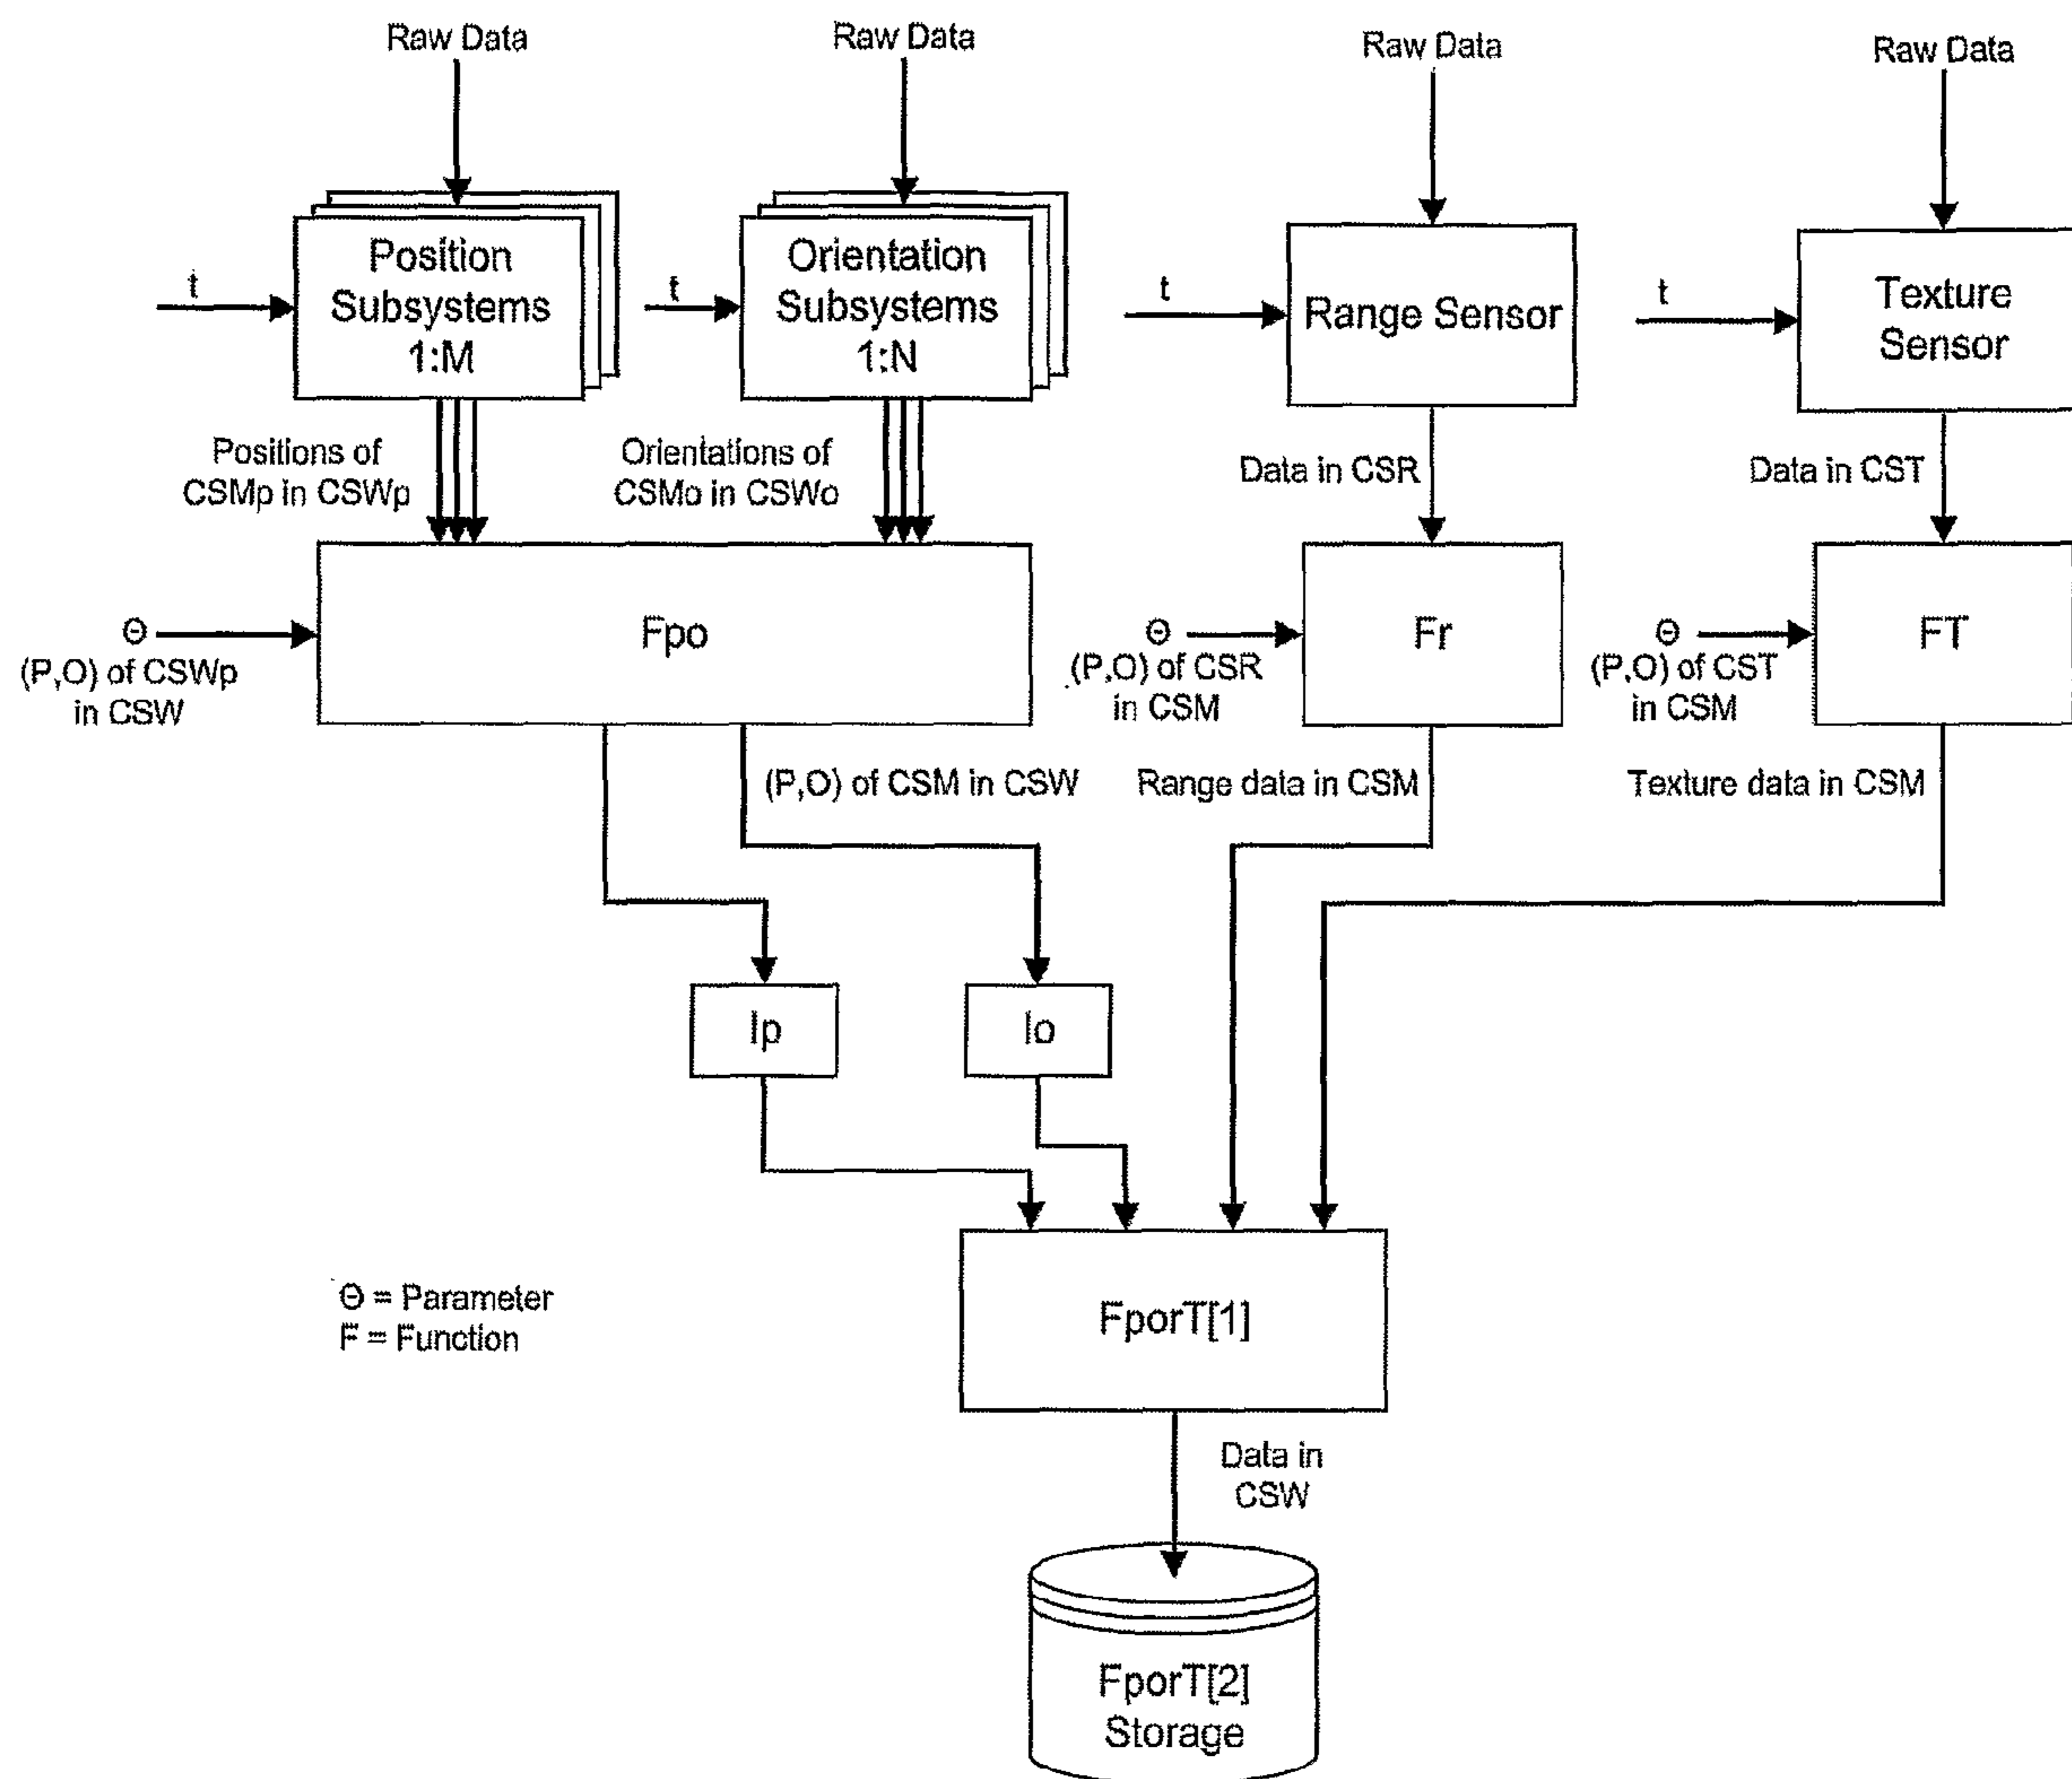 Raw Data
Raw Data
Raw Data
Raw Data
Position
Subsystems
1:M
Orientation
Subsystems
1:N
Range Sensor
Texture
Sensor
t
t
t
t
Positions of
CSMp in CSWp
Orientations of
CSMo in CSWo
Data in CSR
Data in CST
Θ
(P,O) of CSWp
in CSW
Fpo
Θ
(P,O) of CSR
in CSM
Fr
Θ
(P,O) of CST
in CSM
FT
(P,O) of CSM in CSW
Range data in CSM
Texture data in CSM
Ip
Io
Θ = Parameter
F = Function
FporT[1]
Data in
CSW
FporT[2]
Storage